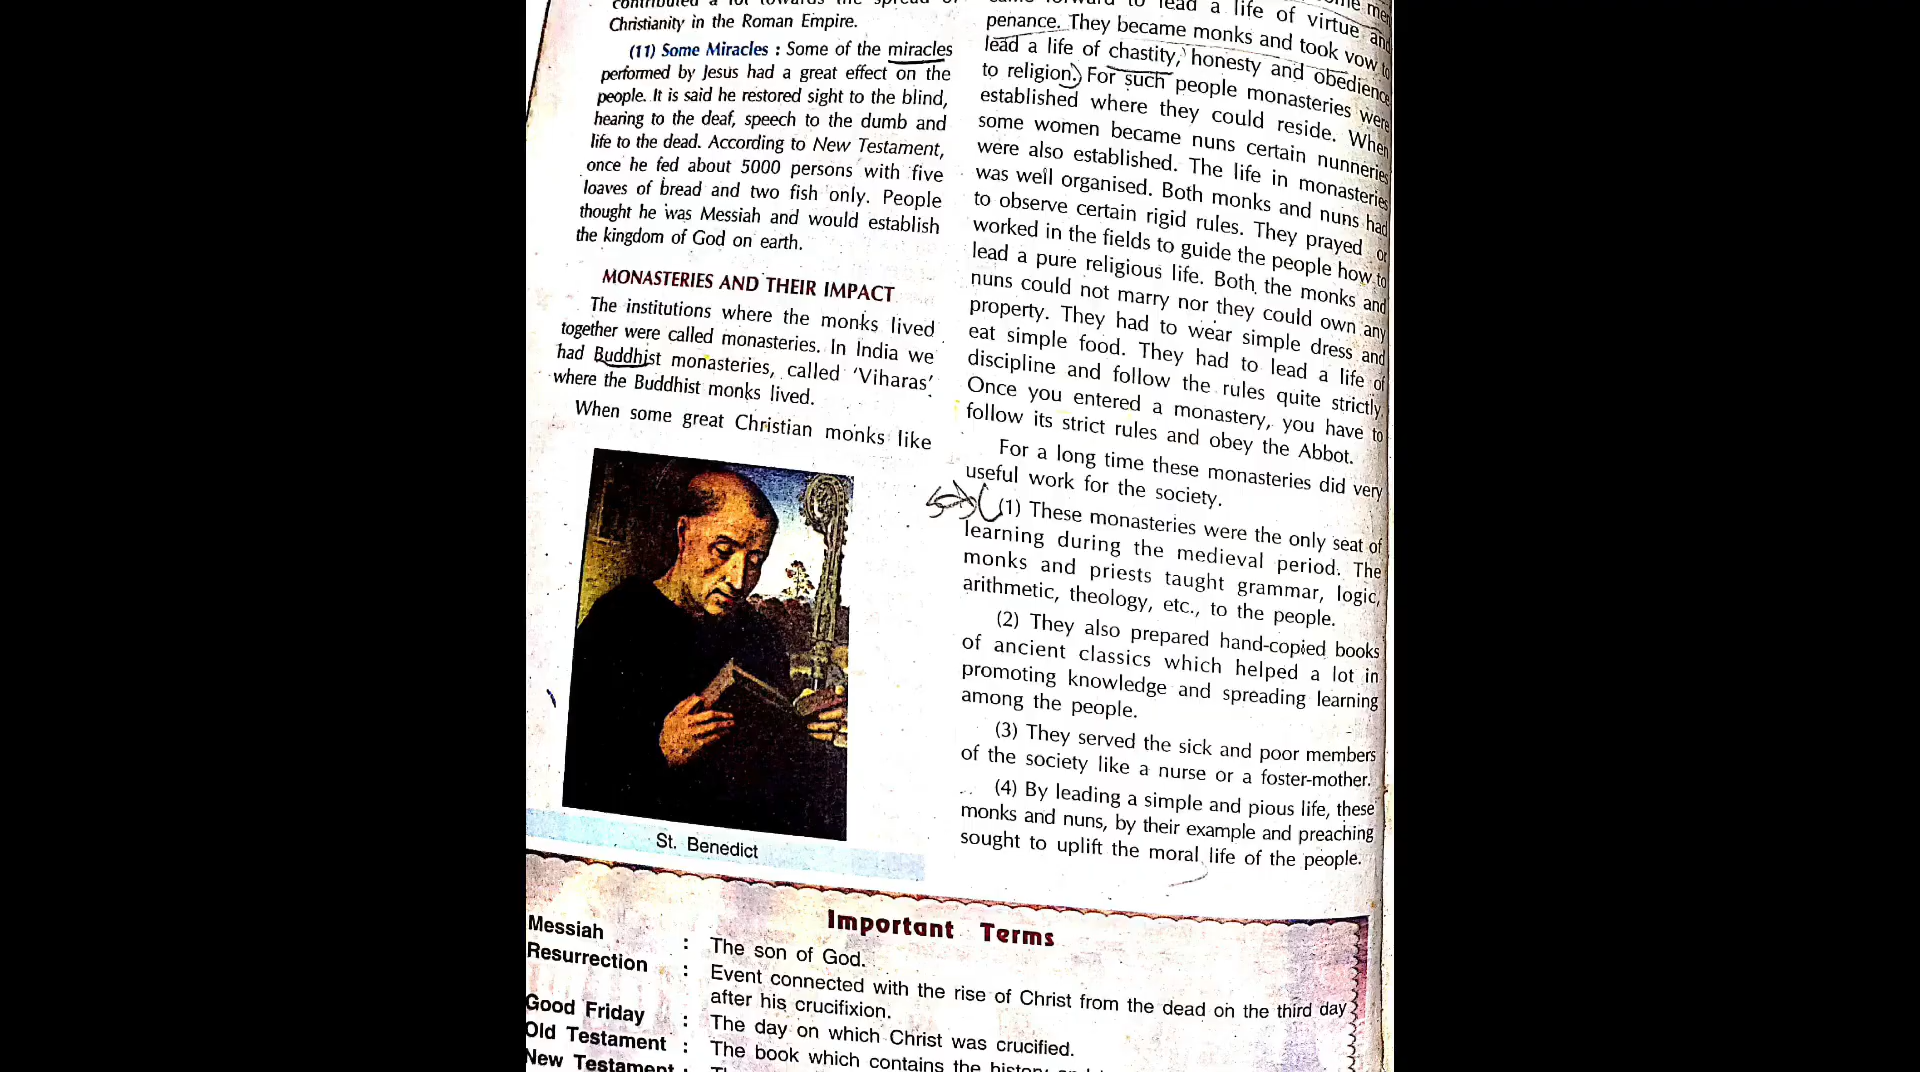 contributed a lot towards the spread of
Christianity in the Roman Empire.
(11) Some Miracles : Some of the miracles
performed by Jesus had a great effect on the
people. It is said he restored sight to the blind,
hearing to the deaf, speech to the dumb and
life to the dead. According to New Testament,
once he fed about 5000 persons with five
loaves of bread and two fish only. People
thought he was Messiah and would establish
the kingdom of God on earth.
MONASTERIES AND THEIR IMPACT
The institutions where the monks lived
together were called monasteries. In India we
had Buddhist monasteries, called 'Viharas'
where the Buddhist monks lived.
When some great Christian monks like
St. Benedict
to lead a life of virtue and
penance. They became monks and took vow to
lead a life of chastity, honesty and obedience
to religion. For such people monasteries were
established where they could reside. When
some women became nuns certain nunneries
were also established. The life in monasteries
was well organised. Both monks and nuns had
to observe certain rigid rules. They prayed or
worked in the fields to guide the people how to
lead a pure religious life. Both the monks and
nuns could not marry nor they could own any
property. They had to wear simple dress and
eat simple food. They had to lead a life of
discipline and follow the rules quite strictly.
Once you entered a monastery, you have to
follow its strict rules and obey the Abbot.
For a long time these monasteries did very
useful work for the society.
(1) These monasteries were the only seat of
learning during the medieval period. The
monks and priests taught grammar, logic,
arithmetic, theology, etc., to the people.
(2) They also prepared hand-copied books
of ancient classics which helped a lot in
promoting knowledge and spreading learning
among the people.
(3) They served the sick and poor members
of the society like a nurse or a foster-mother.
(4) By leading a simple and pious life, these
monks and nuns, by their example and preaching
sought to uplift the moral life of the people.
Important Terms
Messiah : The son of God.
Resurrection : Event connected with the rise of Christ from the dead on the third day
after his crucifixion.
Good Friday : The day on which Christ was crucified.
Old Testament : The book which contains the history
New Testament :